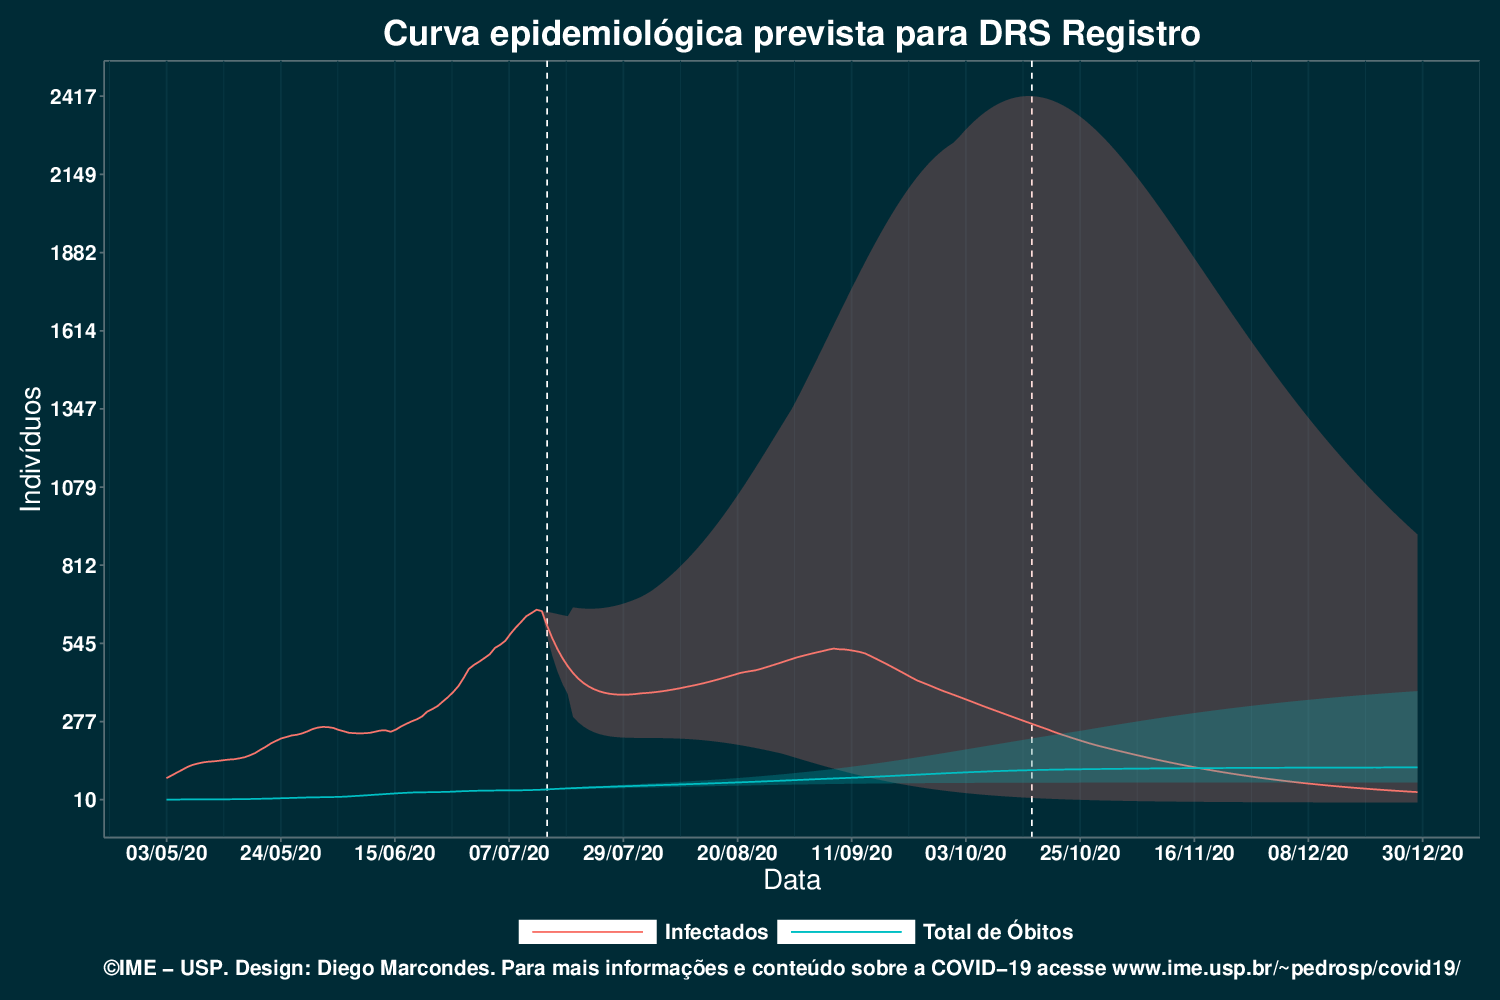 Curva epidemiológica prevista para DRS Registro
Indivíduos
2417
2149
1882
1614
1347
1079
812
545
277
10
03/05/20 24/05/20 15/06/20 07/07/20 29/07/20 20/08/20 11/09/20 03/10/20 25/10/20 16/11/20 08/12/20 30/12/20
Data
Infectados Total de Óbitos
©IME − USP. Design: Diego Marcondes. Para mais informações e conteúdo sobre a COVID−19 acesse www.ime.usp.br/~pedrosp/covid19/